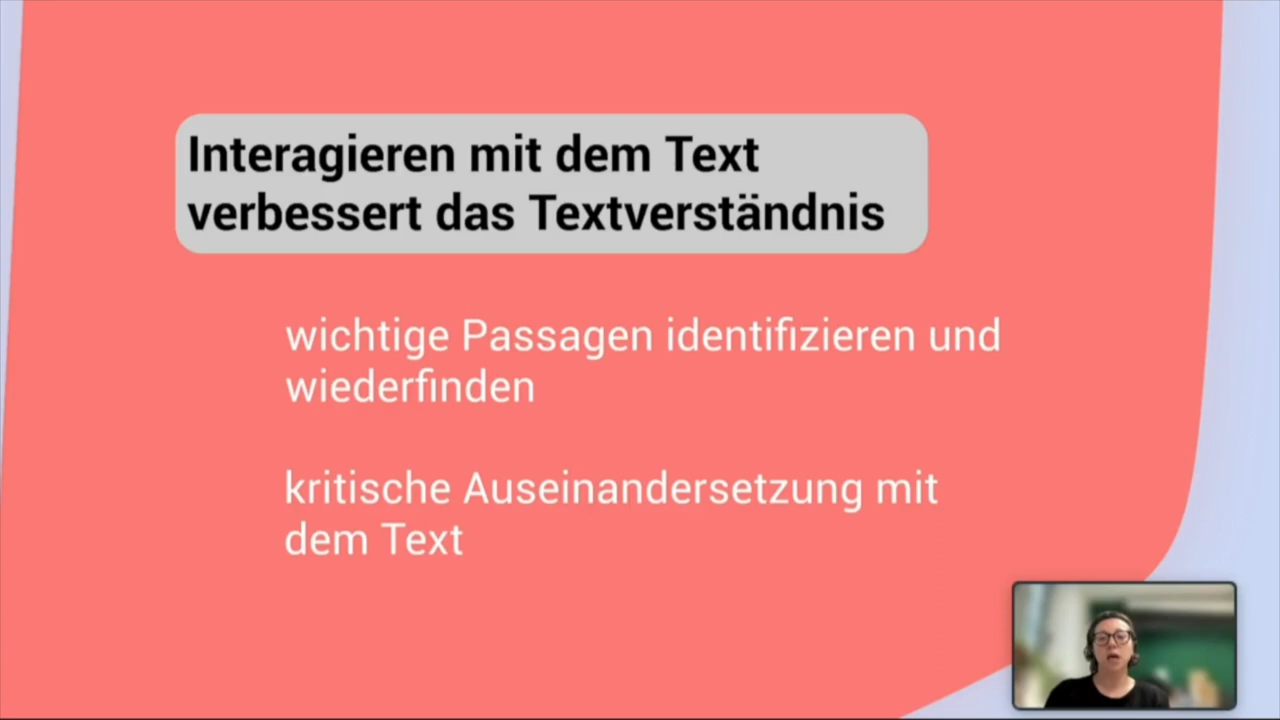 Interagieren mit dem Text
verbessert das Textverständnis
wichtige Passagen identifizieren und
wiederfinden
kritische Auseinandersetzung mit
dem Text